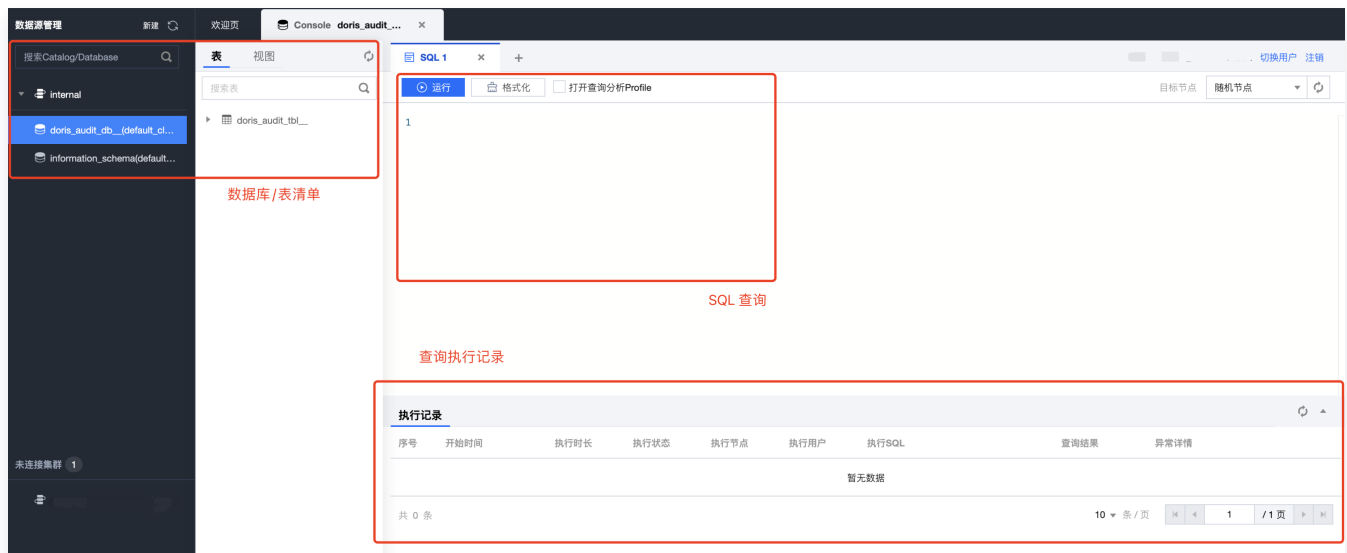 数据源管理 新建 欢迎页 Console doris_audit_... ×
搜索Catalog/Database
internal
doris_audit_db__(default_cl...
information_schema(default...
未连接集群 1
表 视图
搜索表
doris_audit_tbl__
数据库/表清单
SQL 1 × + 切换用户 注销
运行 格式化 打开查询分析Profile 目标节点 随机节点
1
SQL 查询
查询执行记录
执行记录
序号 开始时间 执行时长 执行状态 执行节点 执行用户 执行SQL 查询结果 异常详情
暂无数据
共 0 条 10 条 / 页 1 / 1 页